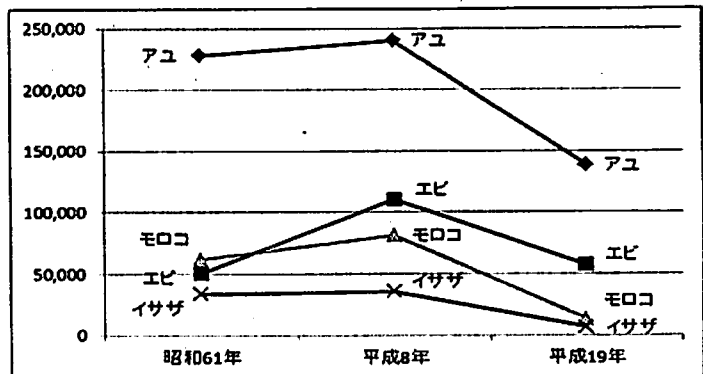 250,000
200,000
150,000
100,000
50,000
0
アユ
アユ
アユ
エビ
モロコ
モロコ
エビ
エビ
イサザ
イサザ
モロコ
イサザ
昭和61年 平成8年 平成19年